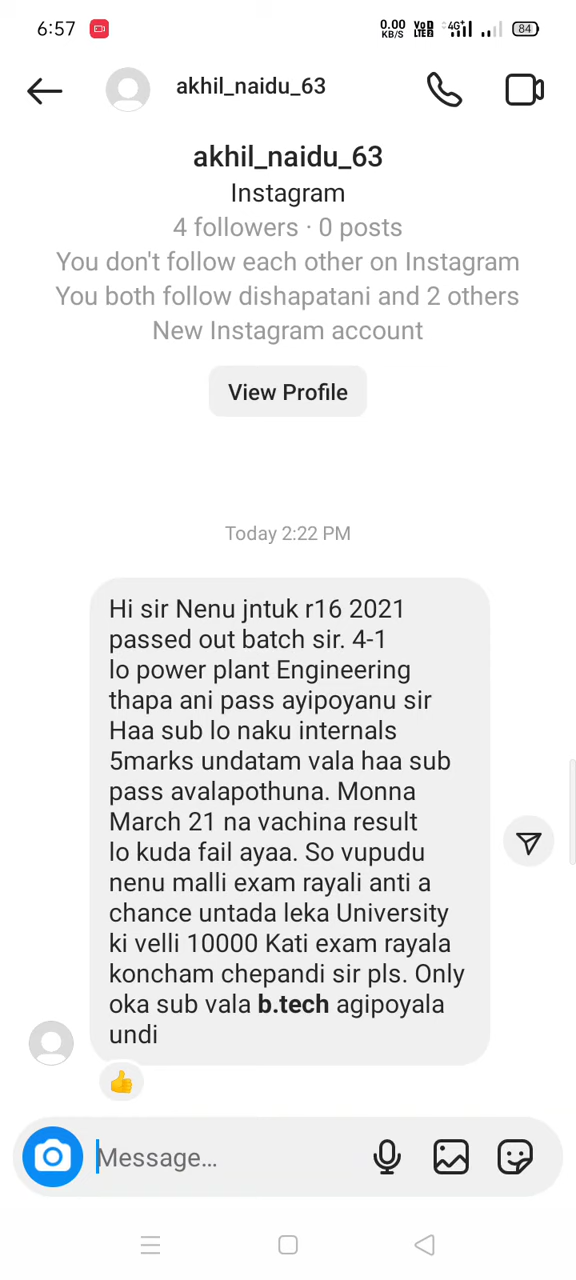 6:57
0.00
KB/S
VoD
LTE2
4G+
84
akhil_naidu_63
akhil_naidu_63
Instagram
4 followers · 0 posts
You don't follow each other on Instagram
You both follow dishapatani and 2 others
New Instagram account
View Profile
Today 2:22 PM
Hi sir Nenu jntuk r16 2021
passed out batch sir. 4-1
lo power plant Engineering
thapa ani pass ayipoyanu sir
Haa sub lo naku internals
5marks undatam vala haa sub
pass avalapothuna. Monna
March 21 na vachina result
lo kuda fail ayaa. So vupudu
nenu malli exam rayali anti a
chance untada leka University
ki velli 10000 Kati exam rayala
koncham chepandi sir pls. Only
oka sub vala b.tech agipoyala
undi
Message...